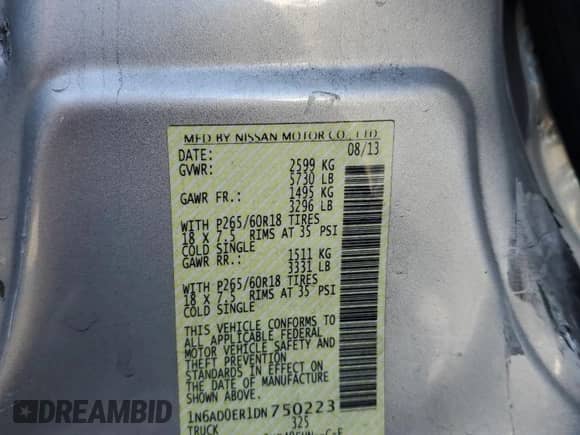 MFD BY NISSAN MOTOR CO., LTD.
DATE: 08/13
GVWR: 2599 KG
5730 LB
GAWR FR.: 1495 KG
3296 LB
WITH P265/60R18 TIRES
18 X 7.5 RIMS AT 35 PSI
COLD SINGLE
GAWR RR.: 1511 KG
3331 LB
WITH P265/60R18 TIRES
18 X 7.5 RIMS AT 35 PSI
COLD SINGLE
THIS VEHICLE CONFORMS TO
ALL APPLICABLE FEDERAL
MOTOR VEHICLE SAFETY AND
THEFT PREVENTION
STANDARDS IN EFFECT ON
THE DATE OF MANUFACTURE
1N6AD0ER1DN750223
TRUCK 325